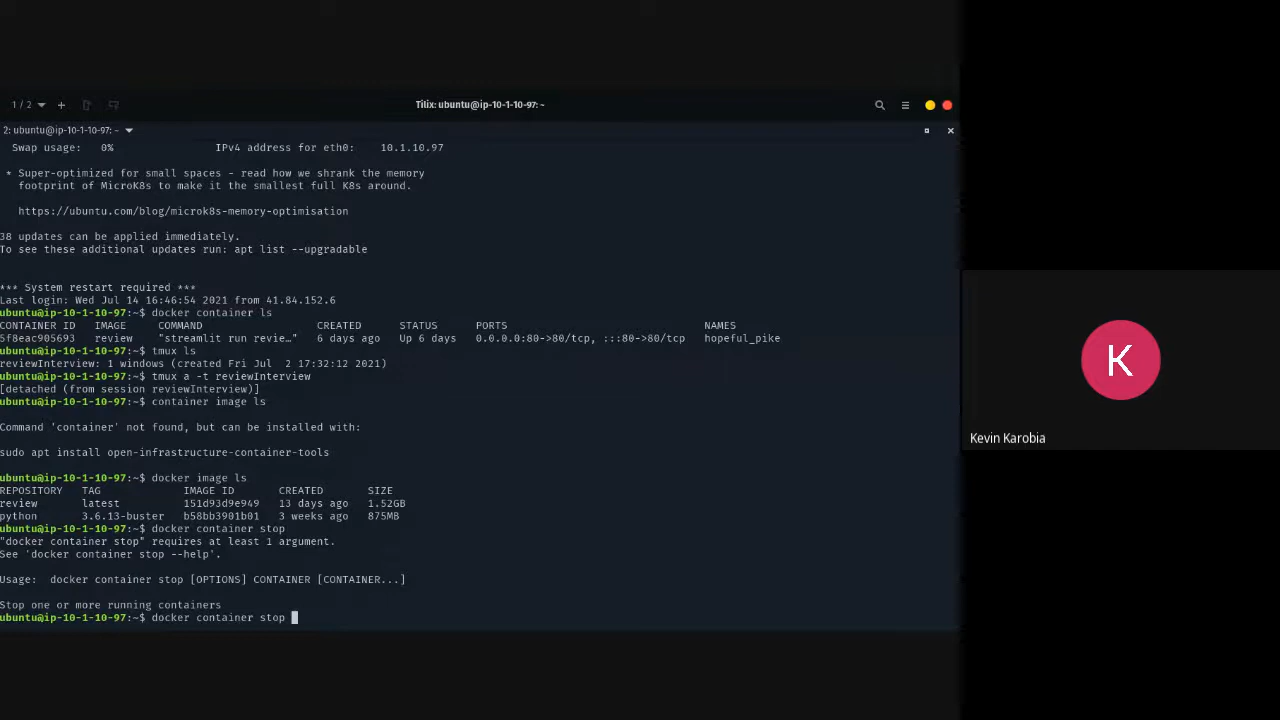 1 / 2 +
Tilix: ubuntu@ip-10-1-10-97: ~
2: ubuntu@ip-10-1-10-97: ~
Swap usage: 0% IPv4 address for eth0: 10.1.10.97
* Super-optimized for small spaces - read how we shrank the memory
footprint of MicroK8s to make it the smallest full K8s around.
https://ubuntu.com/blog/microk8s-memory-optimisation
38 updates can be applied immediately.
To see these additional updates run: apt list --upgradable
*** System restart required ***
Last login: Wed Jul 14 16:46:54 2021 from 41.84.152.6
ubuntu@ip-10-1-10-97:~$ docker container ls
CONTAINER ID IMAGE COMMAND CREATED STATUS PORTS NAMES
5f8eac905693 review "streamlit run revie…" 6 days ago Up 6 days 0.0.0.0:80->80/tcp, :::80->80/tcp hopeful_pike
ubuntu@ip-10-1-10-97:~$ tmux ls
reviewInterview: 1 windows (created Fri Jul 2 17:32:12 2021)
ubuntu@ip-10-1-10-97:~$ tmux a -t reviewInterview
[detached (from session reviewInterview)]
ubuntu@ip-10-1-10-97:~$ container image ls
Command 'container' not found, but can be installed with:
sudo apt install open-infrastructure-container-tools
ubuntu@ip-10-1-10-97:~$ docker image ls
REPOSITORY TAG IMAGE ID CREATED SIZE
review latest 151d93d9e949 13 days ago 1.52GB
python 3.6.13-buster b58bb3901b01 3 weeks ago 875MB
ubuntu@ip-10-1-10-97:~$ docker container stop
"docker container stop" requires at least 1 argument.
See 'docker container stop --help'.
Usage: docker container stop [OPTIONS] CONTAINER [CONTAINER...]
Stop one or more running containers
ubuntu@ip-10-1-10-97:~$ docker container stop
K
Kevin Karobia